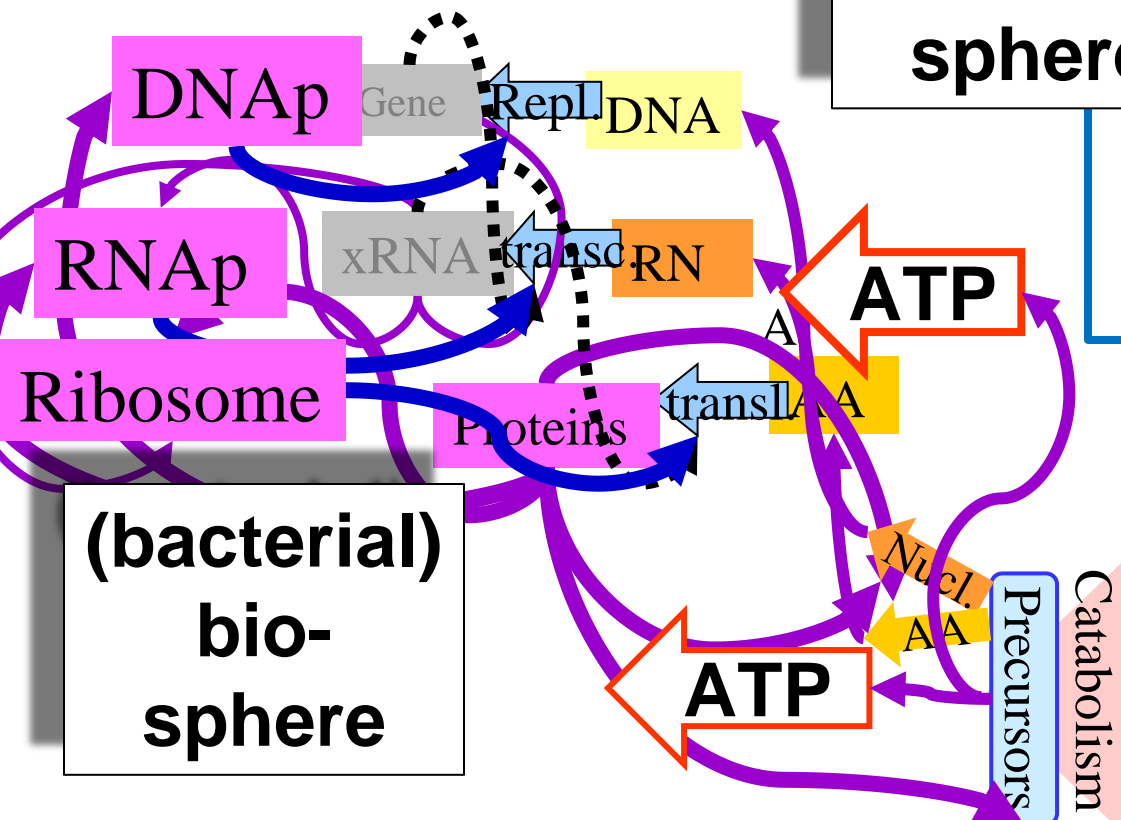 sphere
DNAp
Gene
Repl.
DNA
RNAp
xRNA
transc.
RN
A
ATP
Ribosome
Proteins
transl.
AA
(bacterial)
bio-
sphere
Nucl.
AA
ATP
Precursors
Catabolism